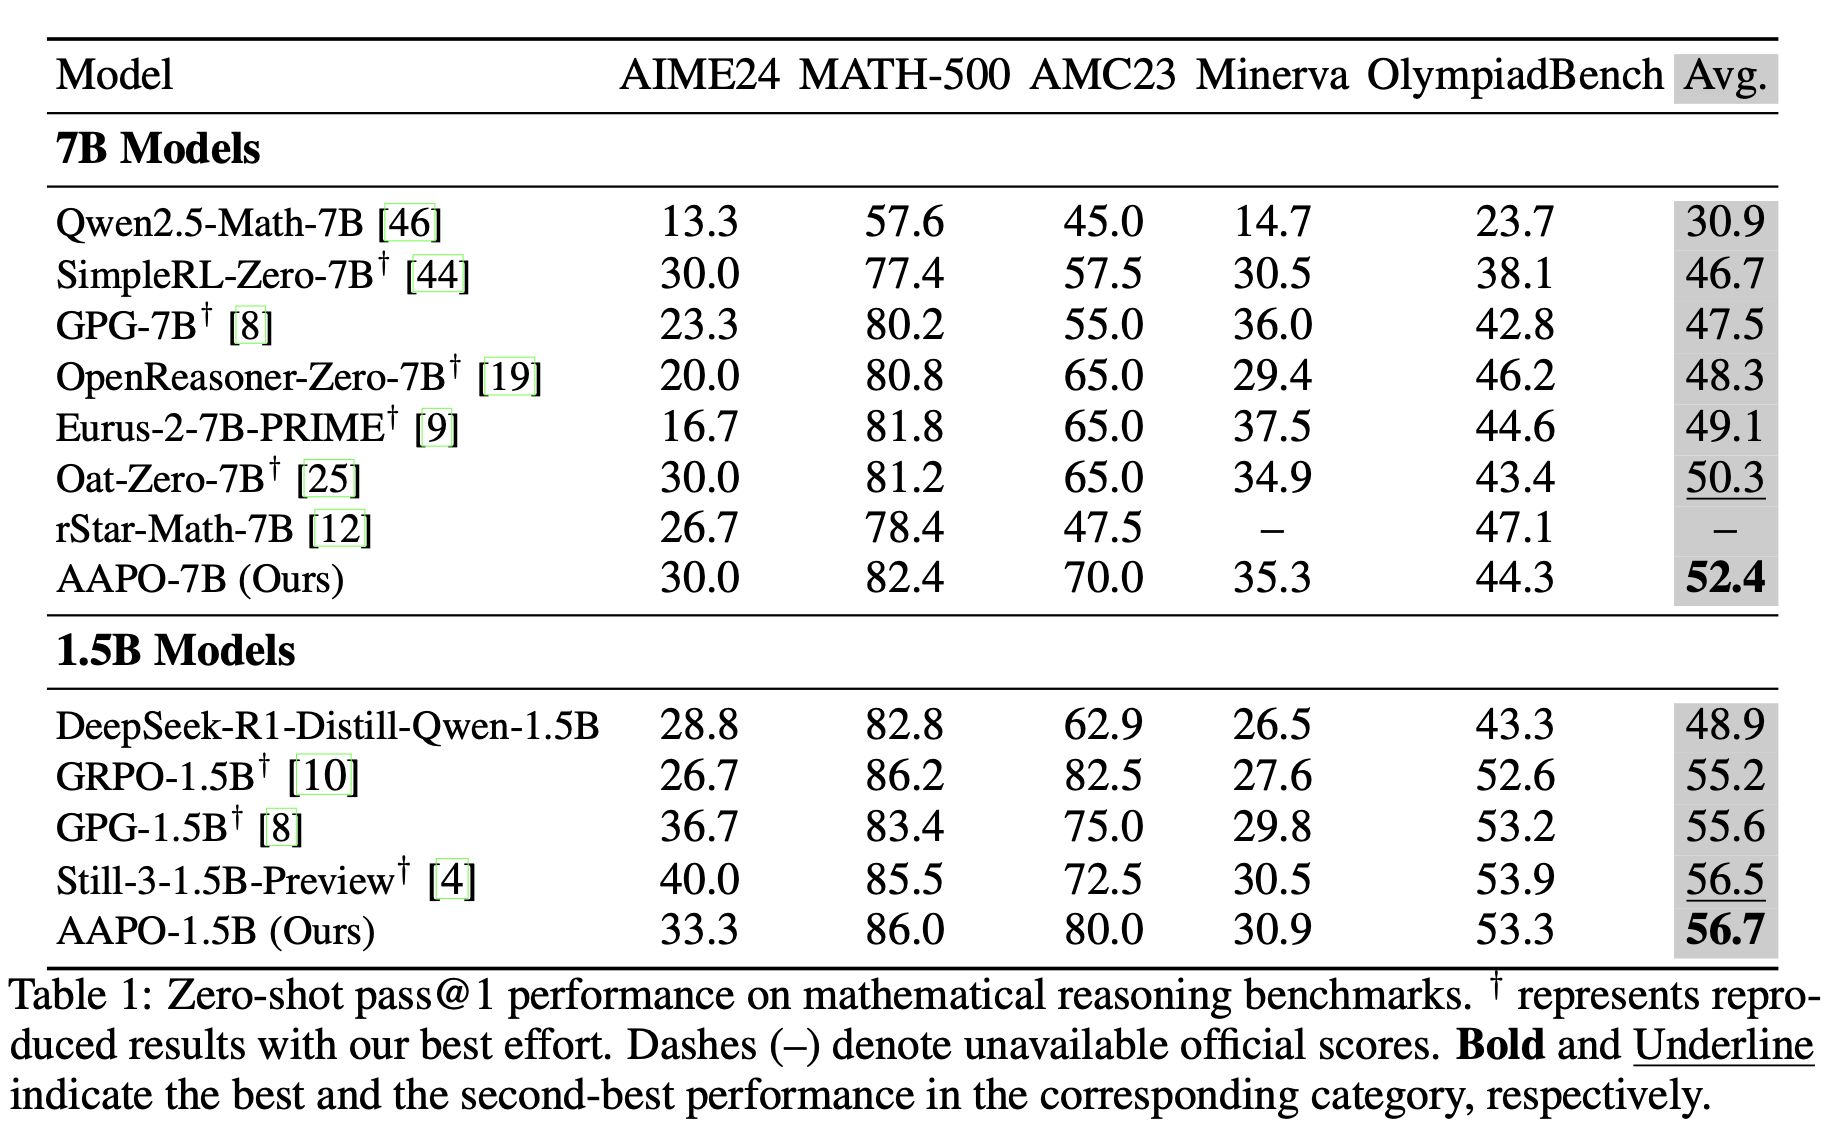 Model AIME24 MATH-500 AMC23 Minerva OlympiadBench Avg.
7B Models
Qwen2.5-Math-7B [46] 13.3 57.6 45.0 14.7 23.7 30.9
SimpleRL-Zero-7B† [44] 30.0 77.4 57.5 30.5 38.1 46.7
GPG-7B† [8] 23.3 80.2 55.0 36.0 42.8 47.5
OpenReasoner-Zero-7B† [19] 20.0 80.8 65.0 29.4 46.2 48.3
Eurus-2-7B-PRIME† [9] 16.7 81.8 65.0 37.5 44.6 49.1
Oat-Zero-7B† [25] 30.0 81.2 65.0 34.9 43.4 50.3
rStar-Math-7B [12] 26.7 78.4 47.5 – 47.1 –
AAPO-7B (Ours) 30.0 82.4 70.0 35.3 44.3 52.4
1.5B Models
DeepSeek-R1-Distill-Qwen-1.5B 28.8 82.8 62.9 26.5 43.3 48.9
GRPO-1.5B† [10] 26.7 86.2 82.5 27.6 52.6 55.2
GPG-1.5B† [8] 36.7 83.4 75.0 29.8 53.2 55.6
Still-3-1.5B-Preview† [4] 40.0 85.5 72.5 30.5 53.9 56.5
AAPO-1.5B (Ours) 33.3 86.0 80.0 30.9 53.3 56.7
Table 1: Zero-shot pass@1 performance on mathematical reasoning benchmarks. † represents repro-
duced results with our best effort. Dashes (–) denote unavailable official scores. Bold and Underline
indicate the best and the second-best performance in the corresponding category, respectively.